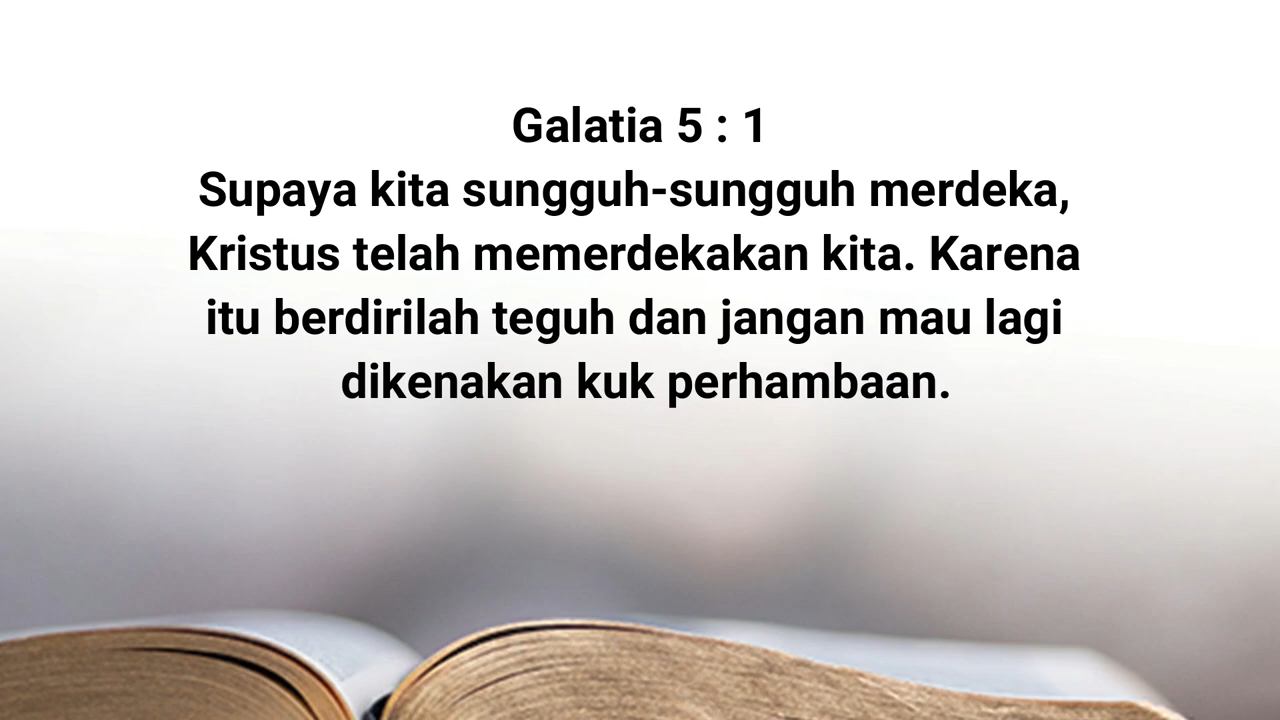 Galatia 5 : 1
Supaya kita sungguh-sungguh merdeka,
Kristus telah memerdekakan kita. Karena
itu berdirilah teguh dan jangan mau lagi
dikenakan kuk perhambaan.